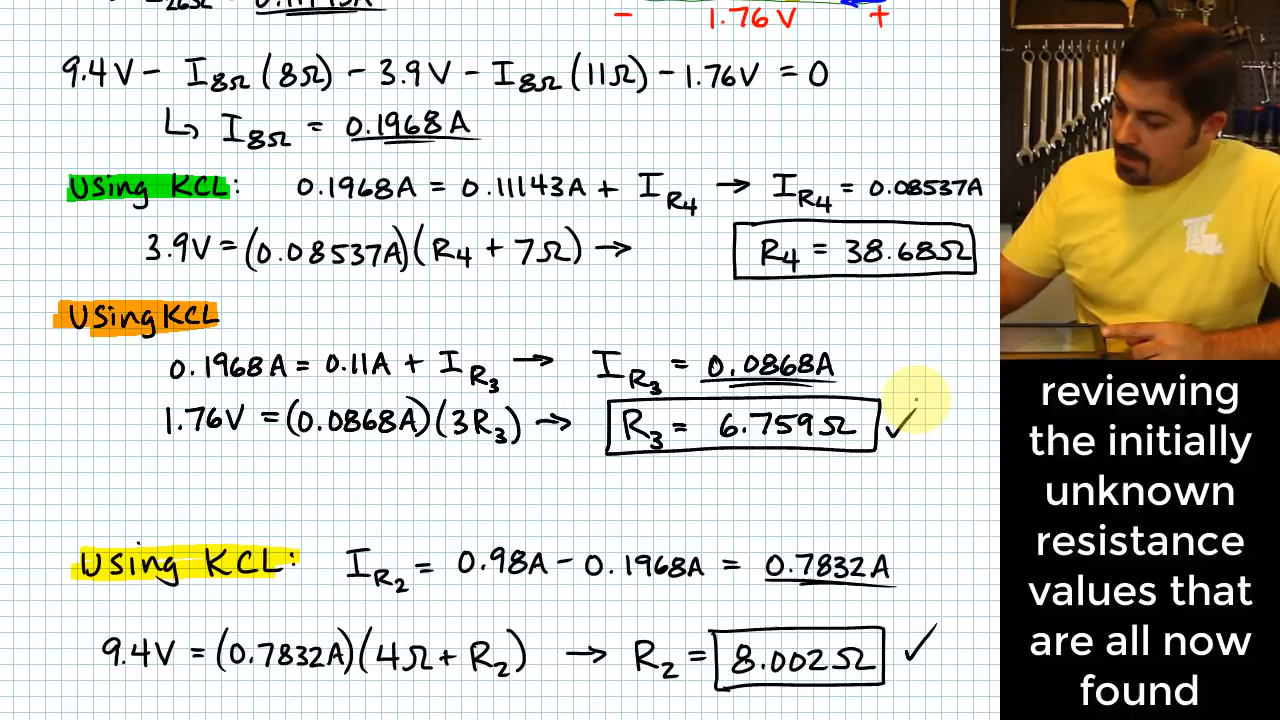 - 1.76 V +
9.4V - I8Ω (8Ω) - 3.9V - I8Ω (11Ω) - 1.76V = 0
↳ I8Ω = 0.1968A
Using KCL: 0.1968A = 0.11143A + IR4 → IR4 = 0.08537A
3.9V = (0.08537A)(R4 + 7Ω) → R4 = 38.68Ω
Using KCL
0.1968A = 0.11A + IR3 → IR3 = 0.0868A
1.76V = (0.0868A)(3R3) → R3 = 6.759Ω ✓
Using KCL: IR2 = 0.98A - 0.1968A = 0.7832A
9.4V = (0.7832A)(4Ω + R2) → R2 = 8.002Ω ✓
reviewing
the initially
unknown
resistance
values that
are all now
found